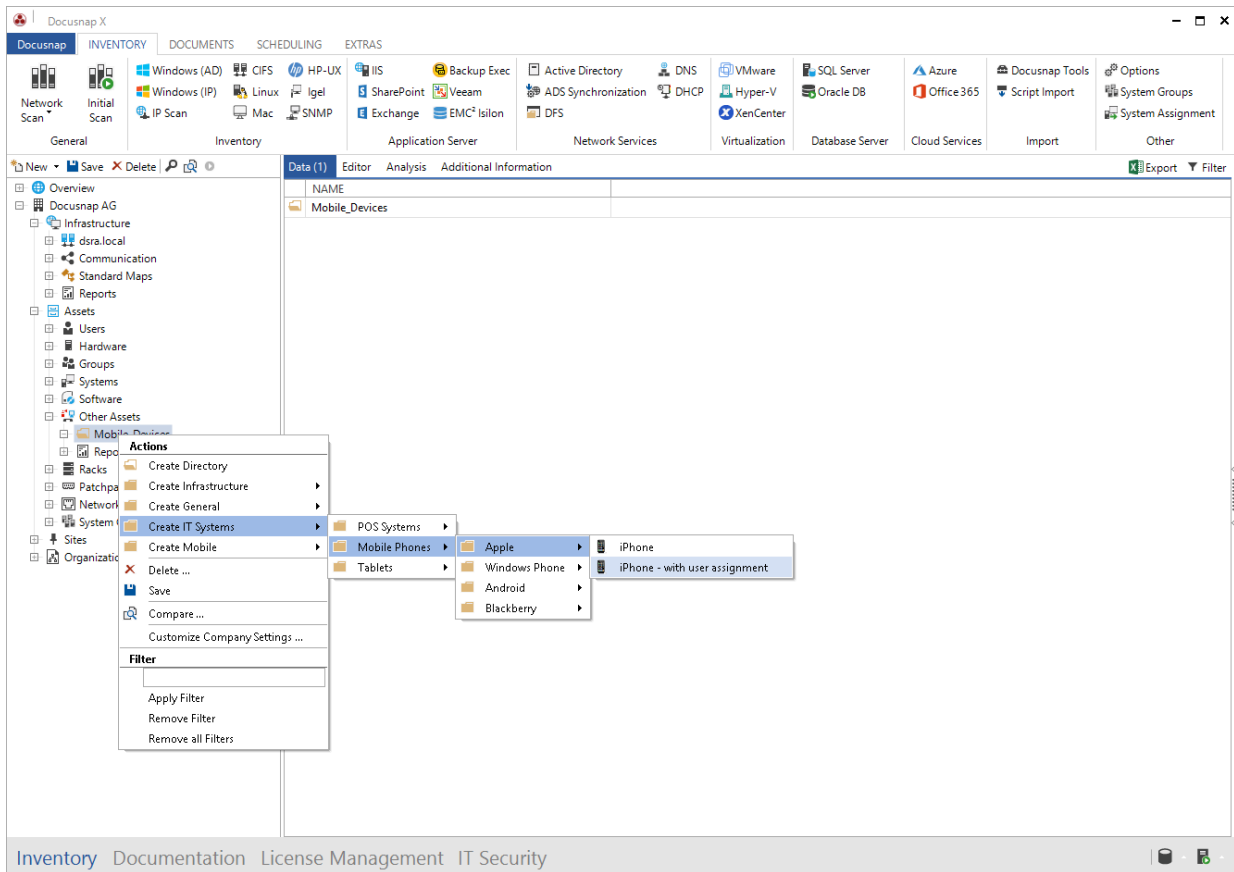 Docusnap X
Docusnap INVENTORY DOCUMENTS SCHEDULING EXTRAS
Windows (AD) CIFS HP-UX IIS Backup Exec Active Directory DNS VMware SQL Server Azure Docusnap Tools Options
Windows (IP) Linux Igel SharePoint Veeam ADS Synchronization DHCP Hyper-V Oracle DB Office 365 Script Import System Groups
Network Scan Initial Scan IP Scan Mac SNMP Exchange EMC² Isilon DFS XenCenter System Assignment
General Inventory Application Server Network Services Virtualization Database Server Cloud Services Import Other
New Save Delete Data (1) Editor Analysis Additional Information Export Filter
Overview NAME
Docusnap AG Mobile_Devices
Infrastructure
dsra.local
Communication
Standard Maps
Reports
Assets
Users
Hardware
Groups
Systems
Software
Other Assets
Mobile_Devices
Actions
Repo
Racks Create Directory
Patchpa Create Infrastructure
Network Create General
System Create IT Systems POS Systems
Sites Create Mobile Mobile Phones Apple iPhone
Organizatio Delete ... Tablets Windows Phone iPhone - with user assignment
Save Android
Compare ... Blackberry
Customize Company Settings ...
Filter
Apply Filter
Remove Filter
Remove all Filters
Inventory Documentation License Management IT Security